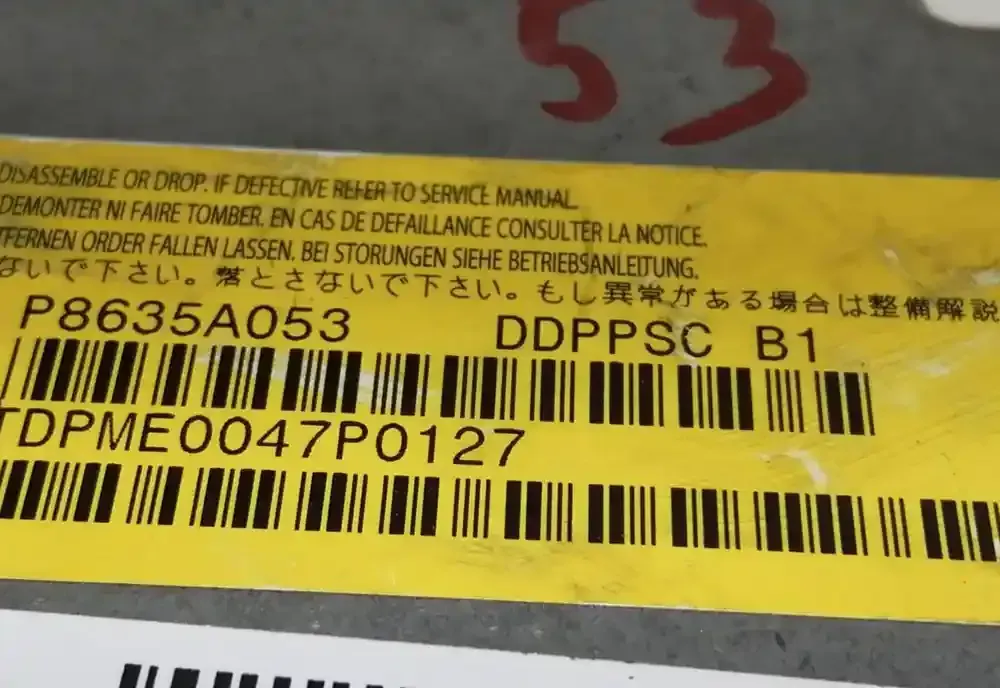 53
DISASSEMBLE OR DROP. IF DEFECTIVE REFER TO SERVICE MANUAL.
DEMONTER NI FAIRE TOMBER. EN CAS DE DEFAILLANCE CONSULTER LA NOTICE.
TFERNEN ORDER FALLEN LASSEN. BEI STORUNGEN SIEHE BETRIEBSANLEITUNG.
ないで下さい。落とさないで下さい。もし異常がある場合は整備解説
P8635A053 DDPPSC B1
TDPME0047P0127